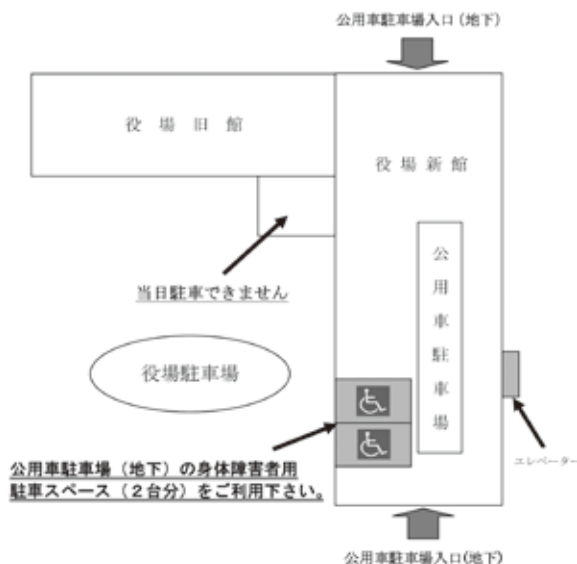 公用車駐車場入口(地下)
役場旧館
役場新館
公用車駐車場
当日駐車できません
役場駐車場
公用車駐車場（地下）の身体障害者用
駐車スペース（２台分）をご利用下さい。
エレベーター
公用車駐車場入口(地下)